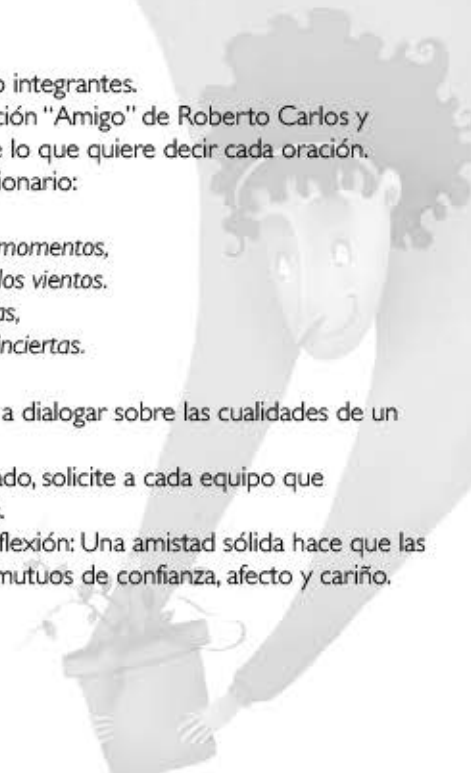 o integrantes.
ción “Amigo” de Roberto Carlos y
e lo que quiere decir cada oración.
ionario:
momentos,
los vientos.
as,
inciertas.
a dialogar sobre las cualidades de un
ado, solicite a cada equipo que
.
flexión: Una amistad sólida hace que las
mutuos de confianza, afecto y cariño.